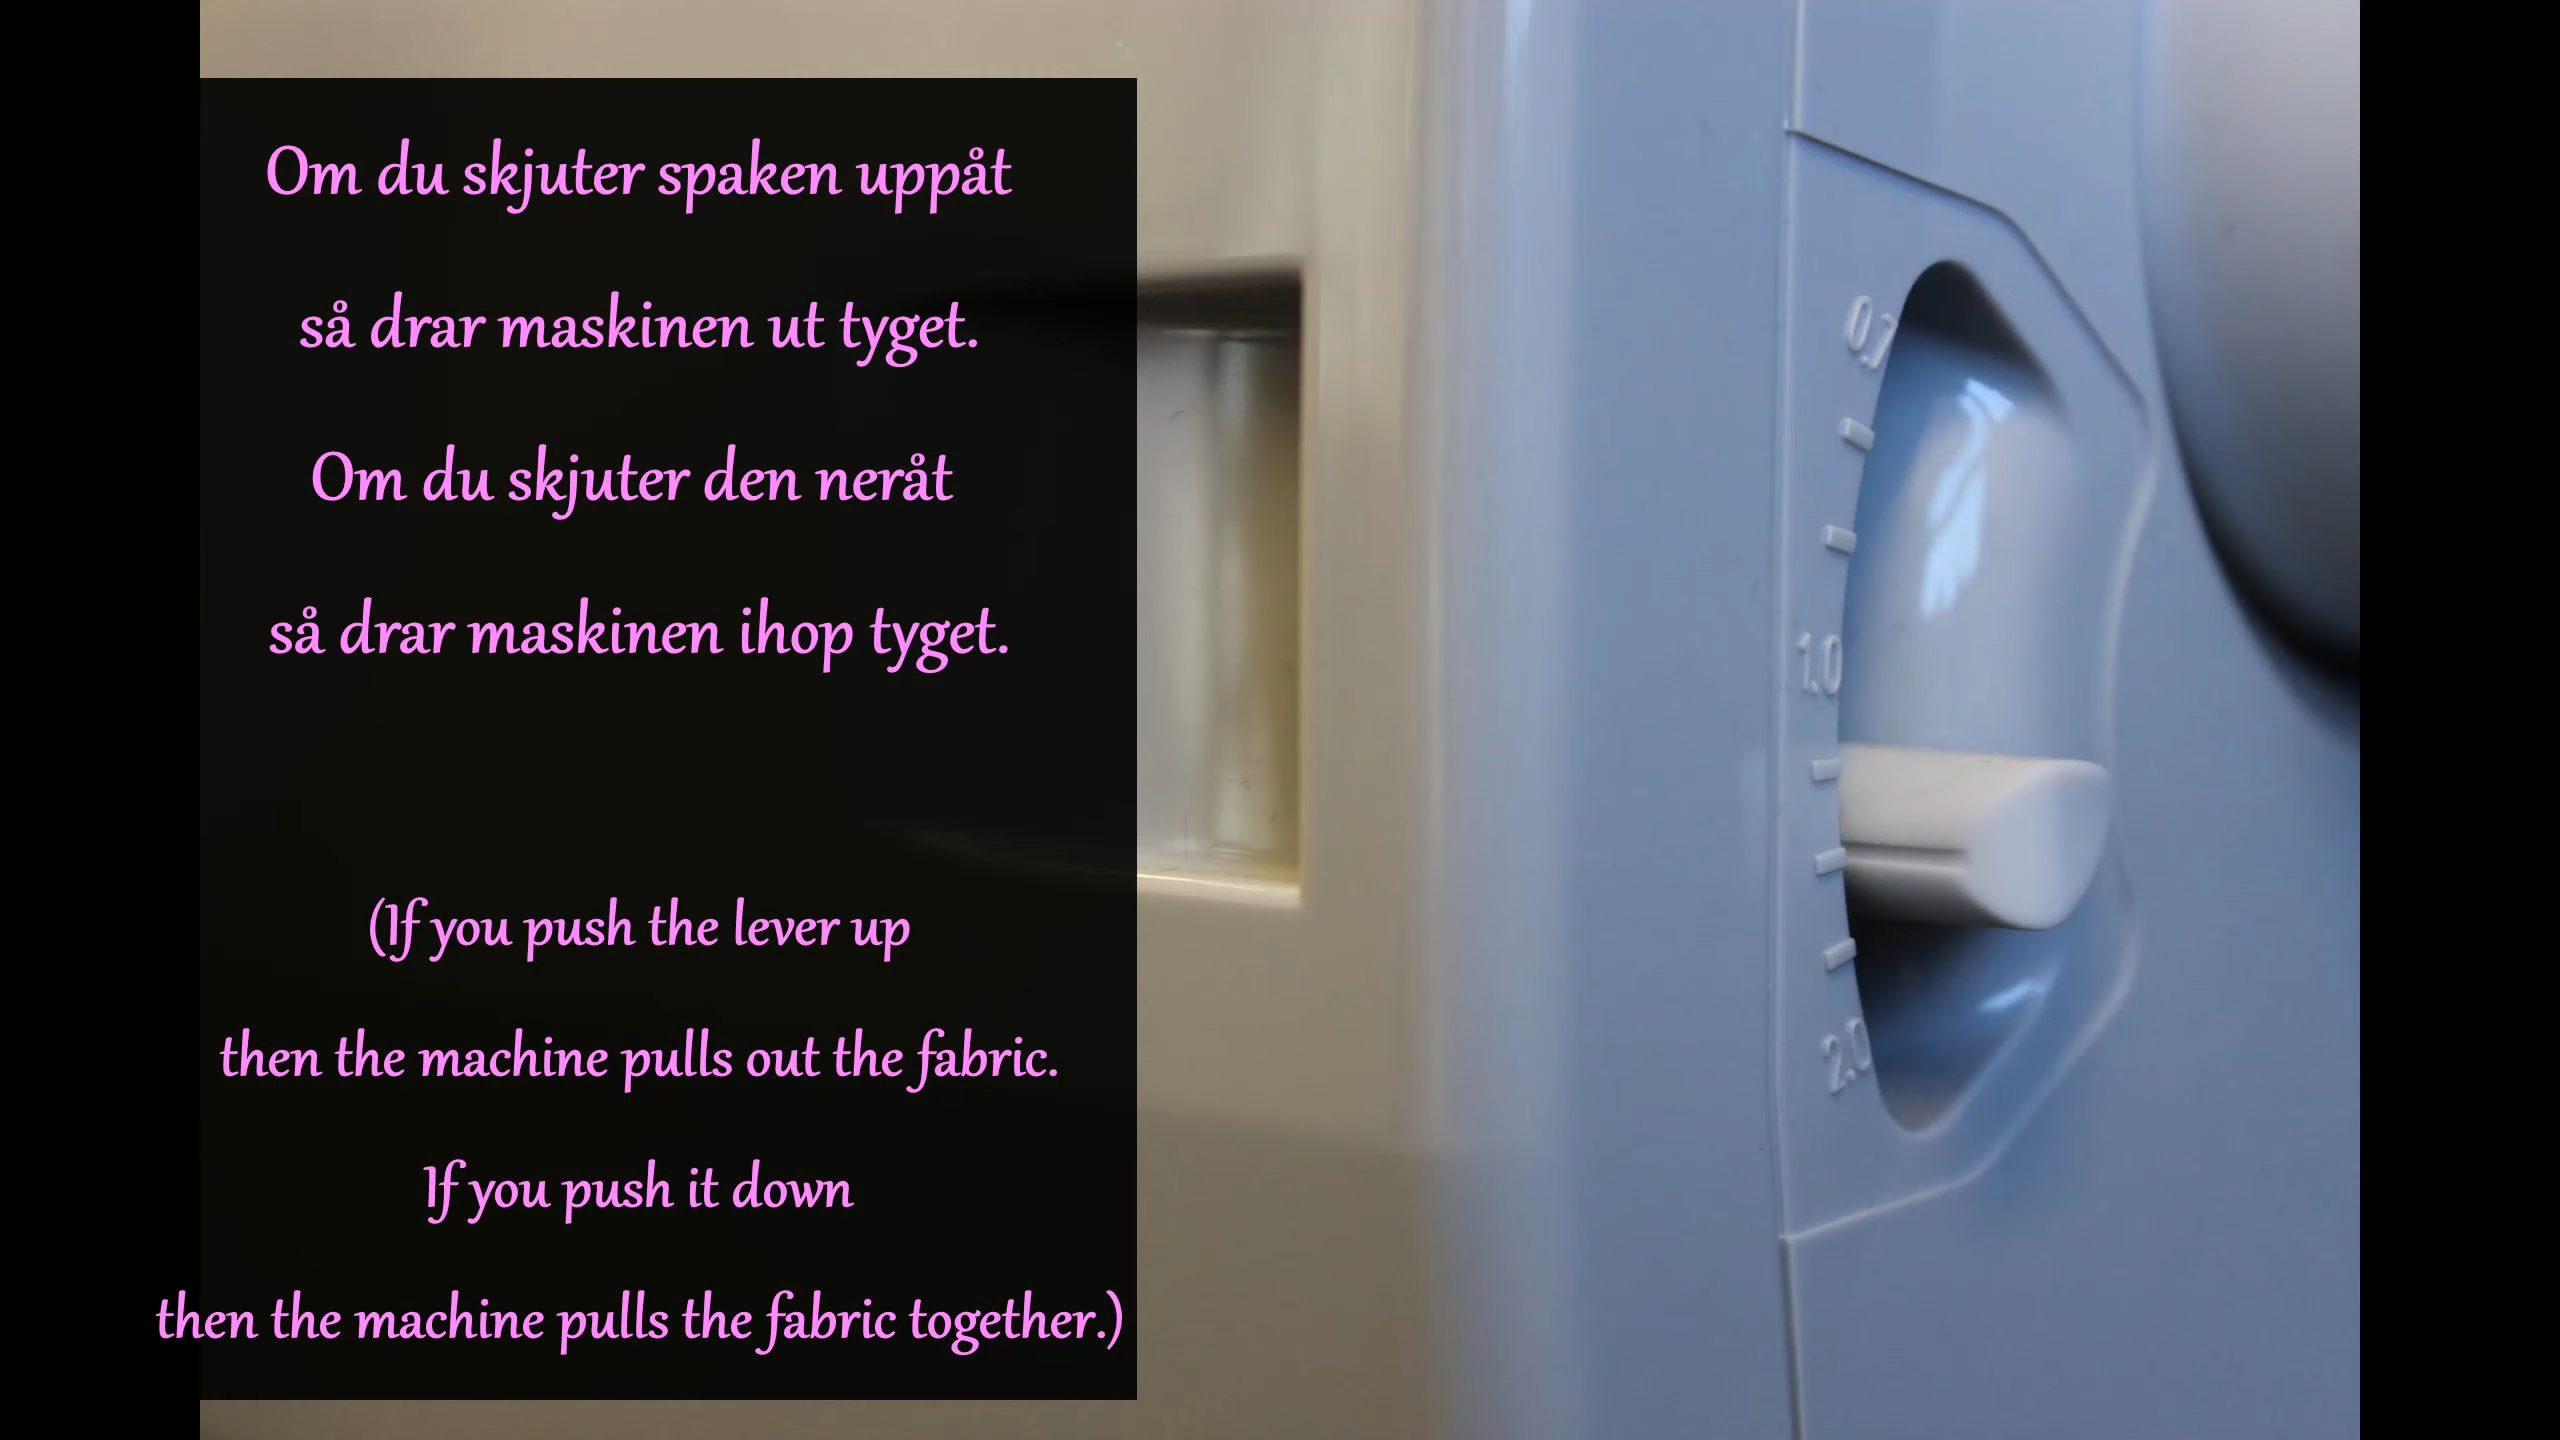 Om du skjuter spaken uppåt
så drar maskinen ut tyget.
Om du skjuter den neråt
så drar maskinen ihop tyget.
(If you push the lever up
then the machine pulls out the fabric.
If you push it down
then the machine pulls the fabric together.)
0.7
1.0
2.0